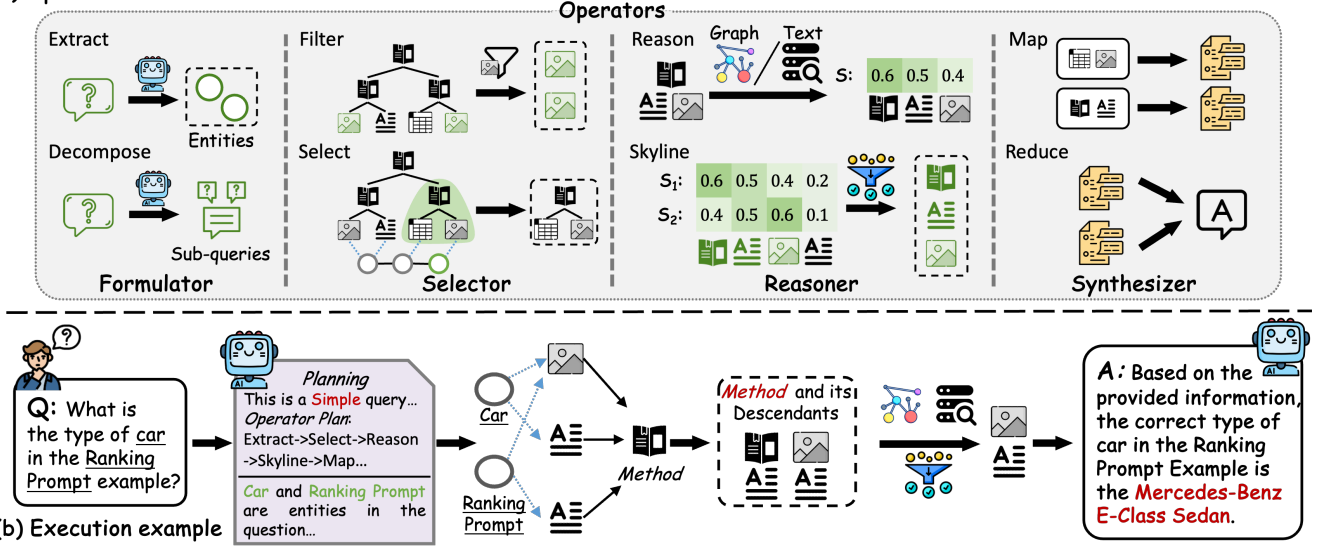 Operators
Extract
Entities
Decompose
Sub-queries
Formulator
Filter
Select
Selector
Reason
Graph
Text
S: 0.6 0.5 0.4
Skyline
S1: 0.6 0.5 0.4 0.2
S2: 0.4 0.5 0.6 0.1
Reasoner
Map
Reduce
A
Synthesizer
Q: What is
the type of car
in the Ranking
Prompt example?
AI
Planning
This is a Simple query...
Operator Plan:
Extract->Select->Reason
->Skyline->Map...
Car and Ranking Prompt
are entities in the
question...
Car
Ranking
Prompt
Method
Method and its
Descendants
AI
A: Based on the
provided information,
the correct type of
car in the Ranking
Prompt Example is
the Mercedes-Benz
E-Class Sedan.
(b) Execution example